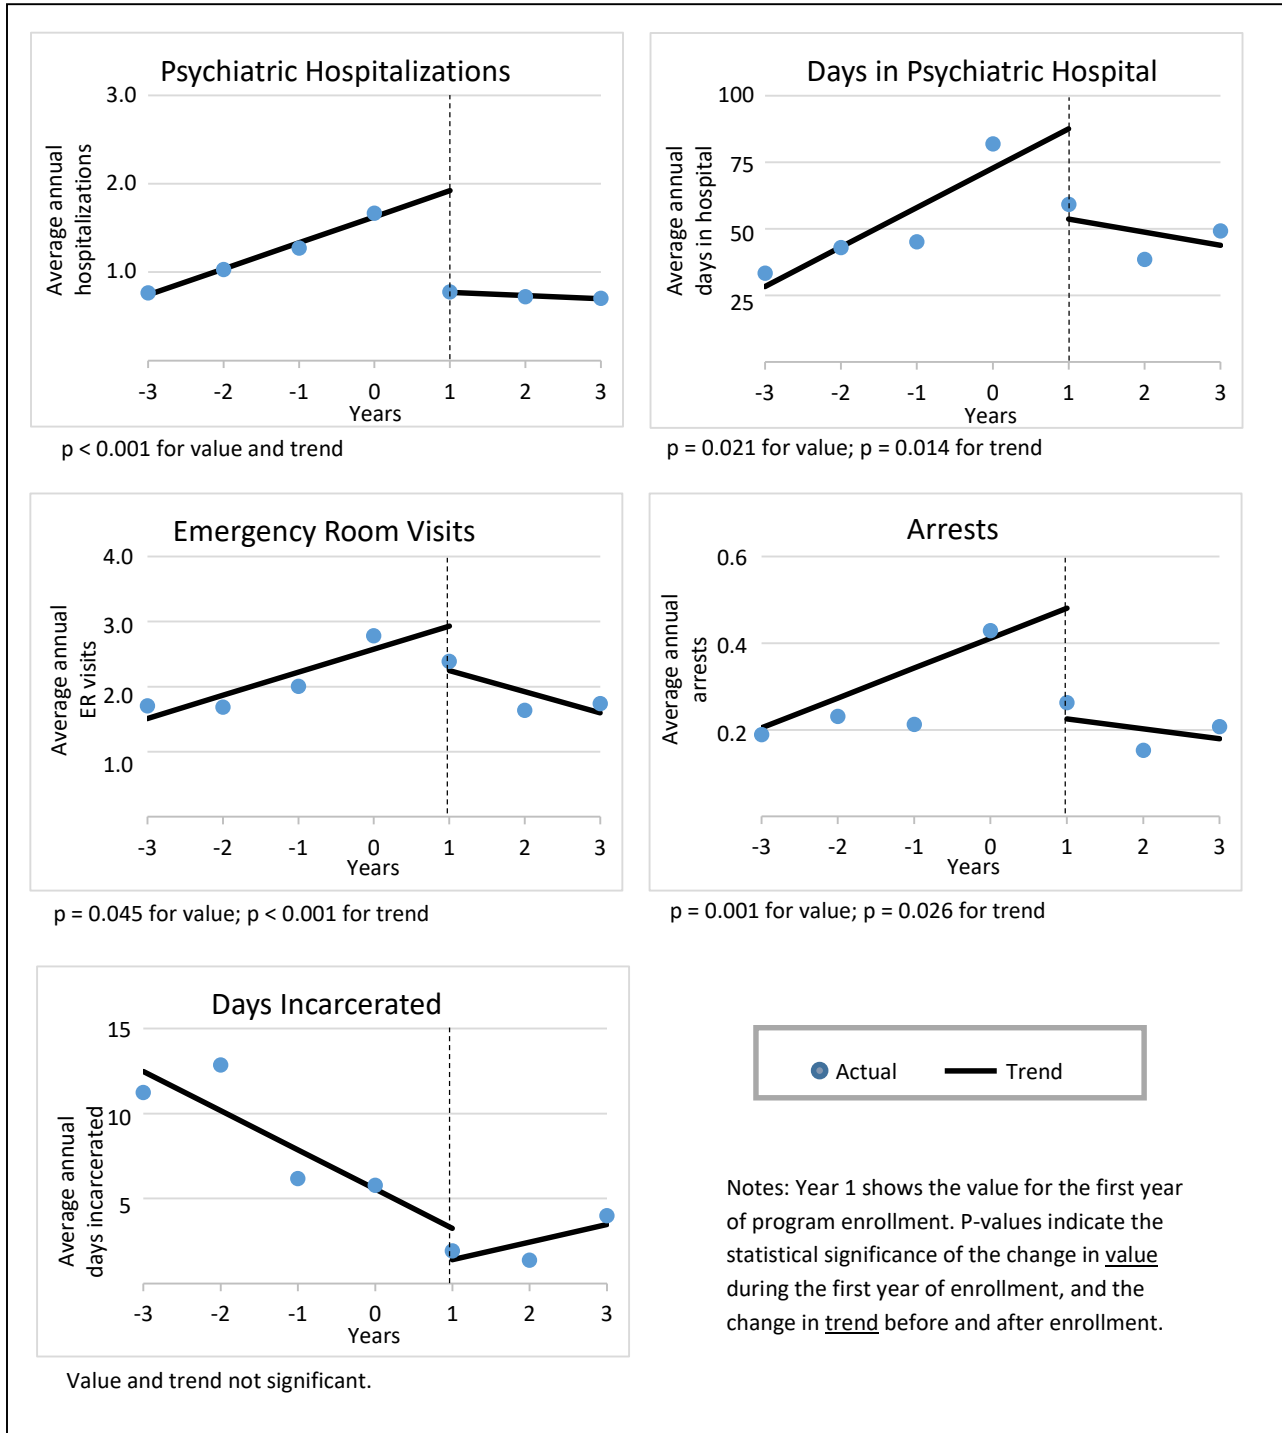 Psychiatric Hospitalizations
Average annual
hospitalizations
3.0
2.0
1.0
-3 -2 -1 0 1 2 3
Years
p < 0.001 for value and trend
Days in Psychiatric Hospital
Average annual
days in hospital
100
75
50
25
-3 -2 -1 0 1 2 3
Years
p = 0.021 for value; p = 0.014 for trend
Emergency Room Visits
Average annual
ER visits
4.0
3.0
2.0
1.0
-3 -2 -1 0 1 2 3
Years
p = 0.045 for value; p < 0.001 for trend
Arrests
Average annual
arrests
0.6
0.4
0.2
-3 -2 -1 0 1 2 3
Years
p = 0.001 for value; p = 0.026 for trend
Days Incarcerated
Average annual
days incarcerated
15
10
5
-3 -2 -1 0 1 2 3
Years
Value and trend not significant.
Actual Trend
Notes: Year 1 shows the value for the first year
of program enrollment. P-values indicate the
statistical significance of the change in value
during the first year of enrollment, and the
change in trend before and after enrollment.